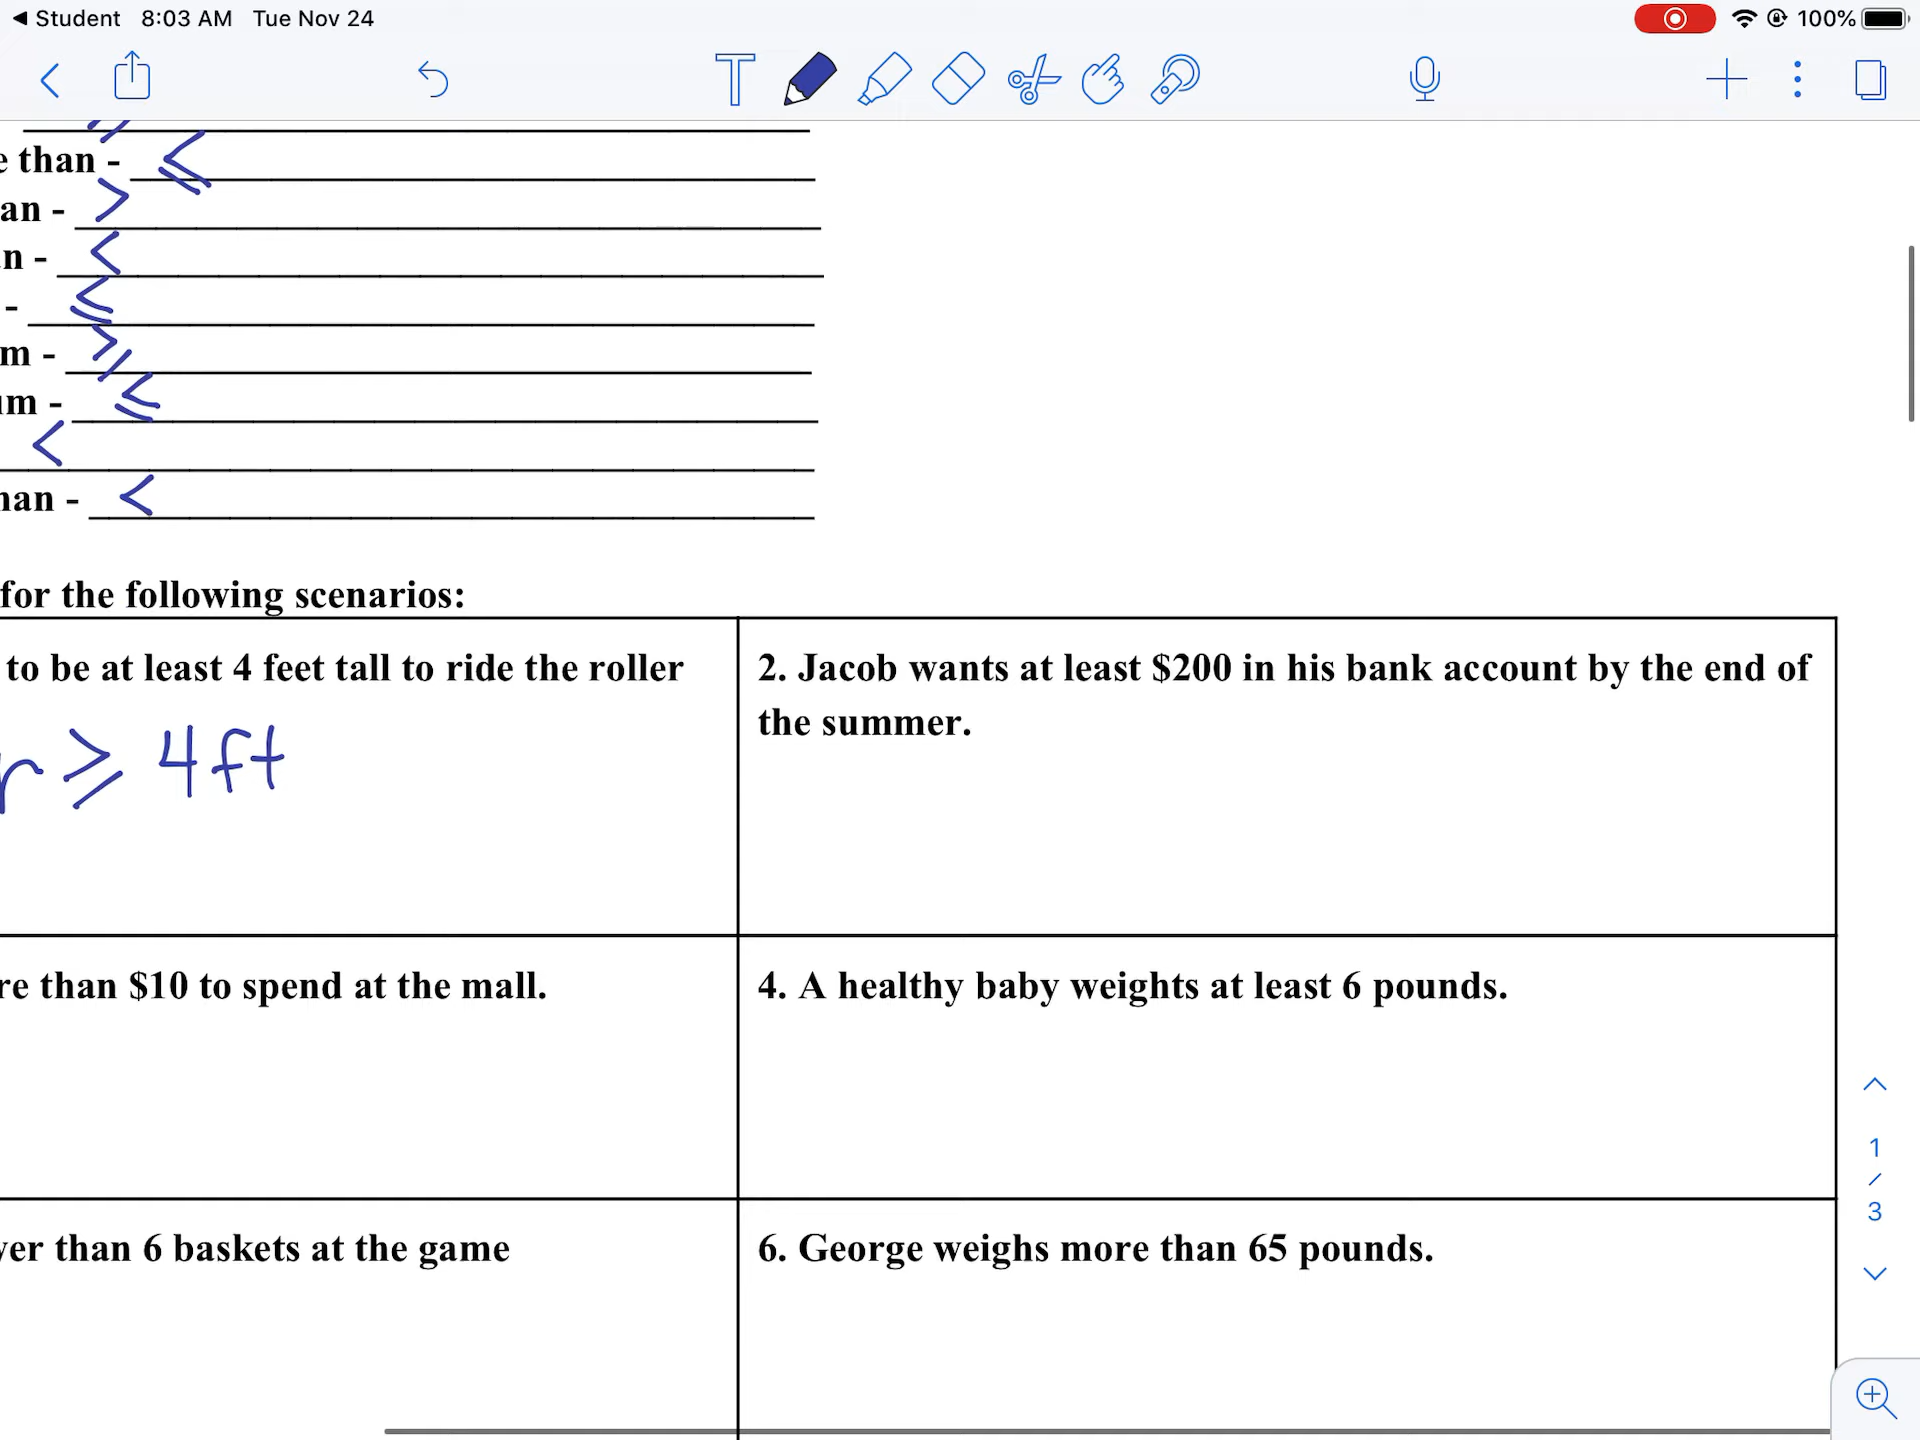 Student 8:03 AM Tue Nov 24 100%
T
e than - ≤
an - >
n - <
- ≤
m - ≥
um - ≤
<
han - <
for the following scenarios:
to be at least 4 feet tall to ride the roller
r ≥ 4ft
2. Jacob wants at least $200 in his bank account by the end of
the summer.
re than $10 to spend at the mall.
4. A healthy baby weights at least 6 pounds.
ver than 6 baskets at the game
6. George weighs more than 65 pounds.
1
/
3